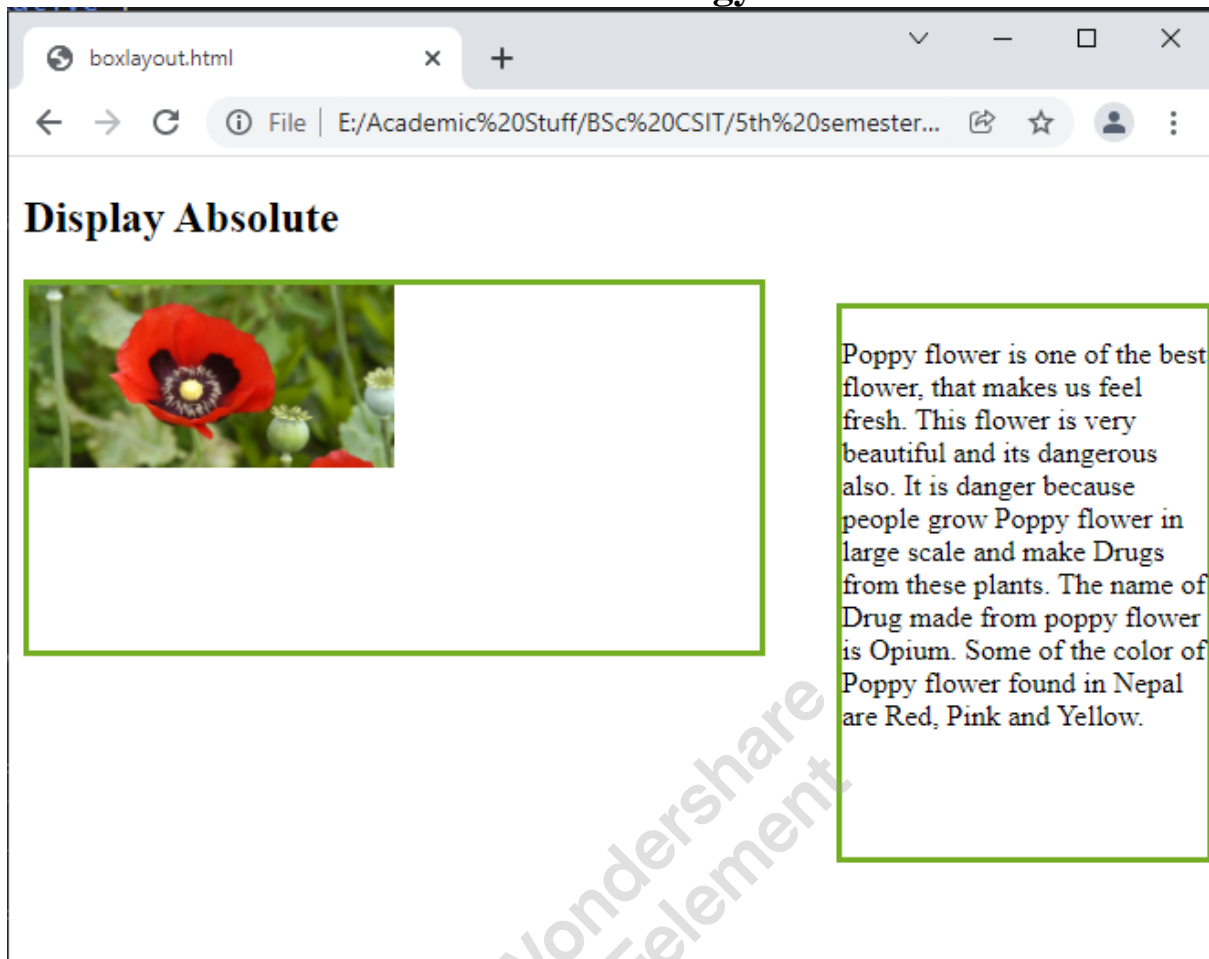 gy
boxlayout.html
File | E:/Academic%20Stuff/BSc%20CSIT/5th%20semester...
Display Absolute
Poppy flower is one of the best
flower, that makes us feel
fresh. This flower is very
beautiful and its dangerous
also. It is danger because
people grow Poppy flower in
large scale and make Drugs
from these plants. The name of
Drug made from poppy flower
is Opium. Some of the color of
Poppy flower found in Nepal
are Red, Pink and Yellow.
Wondershare
Felement